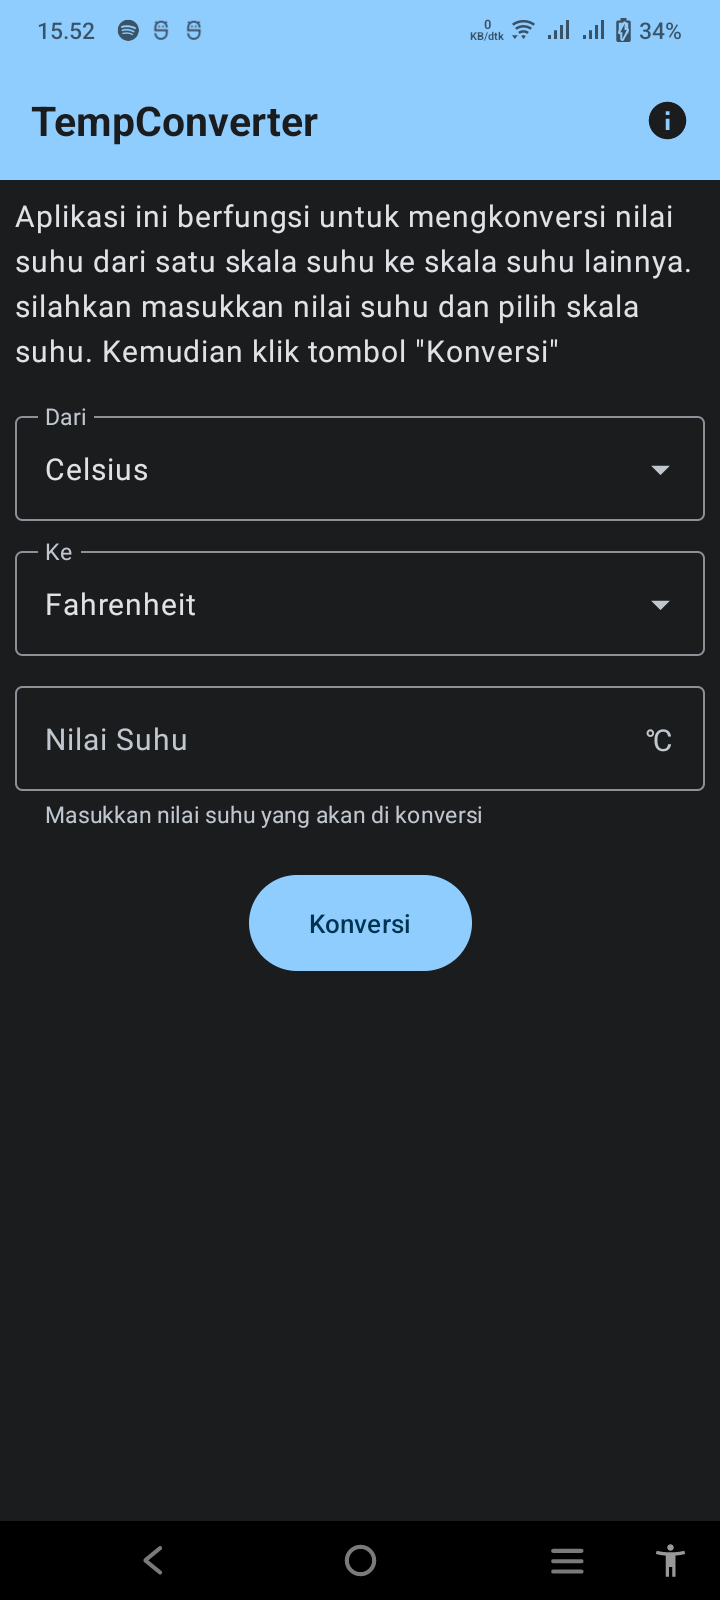 15.52
0
KB/dtk
34%
TempConverter
Aplikasi ini berfungsi untuk mengkonversi nilai
suhu dari satu skala suhu ke skala suhu lainnya.
silahkan masukkan nilai suhu dan pilih skala
suhu. Kemudian klik tombol "Konversi"
Dari
Celsius
Ke
Fahrenheit
Nilai Suhu
℃
Masukkan nilai suhu yang akan di konversi
Konversi